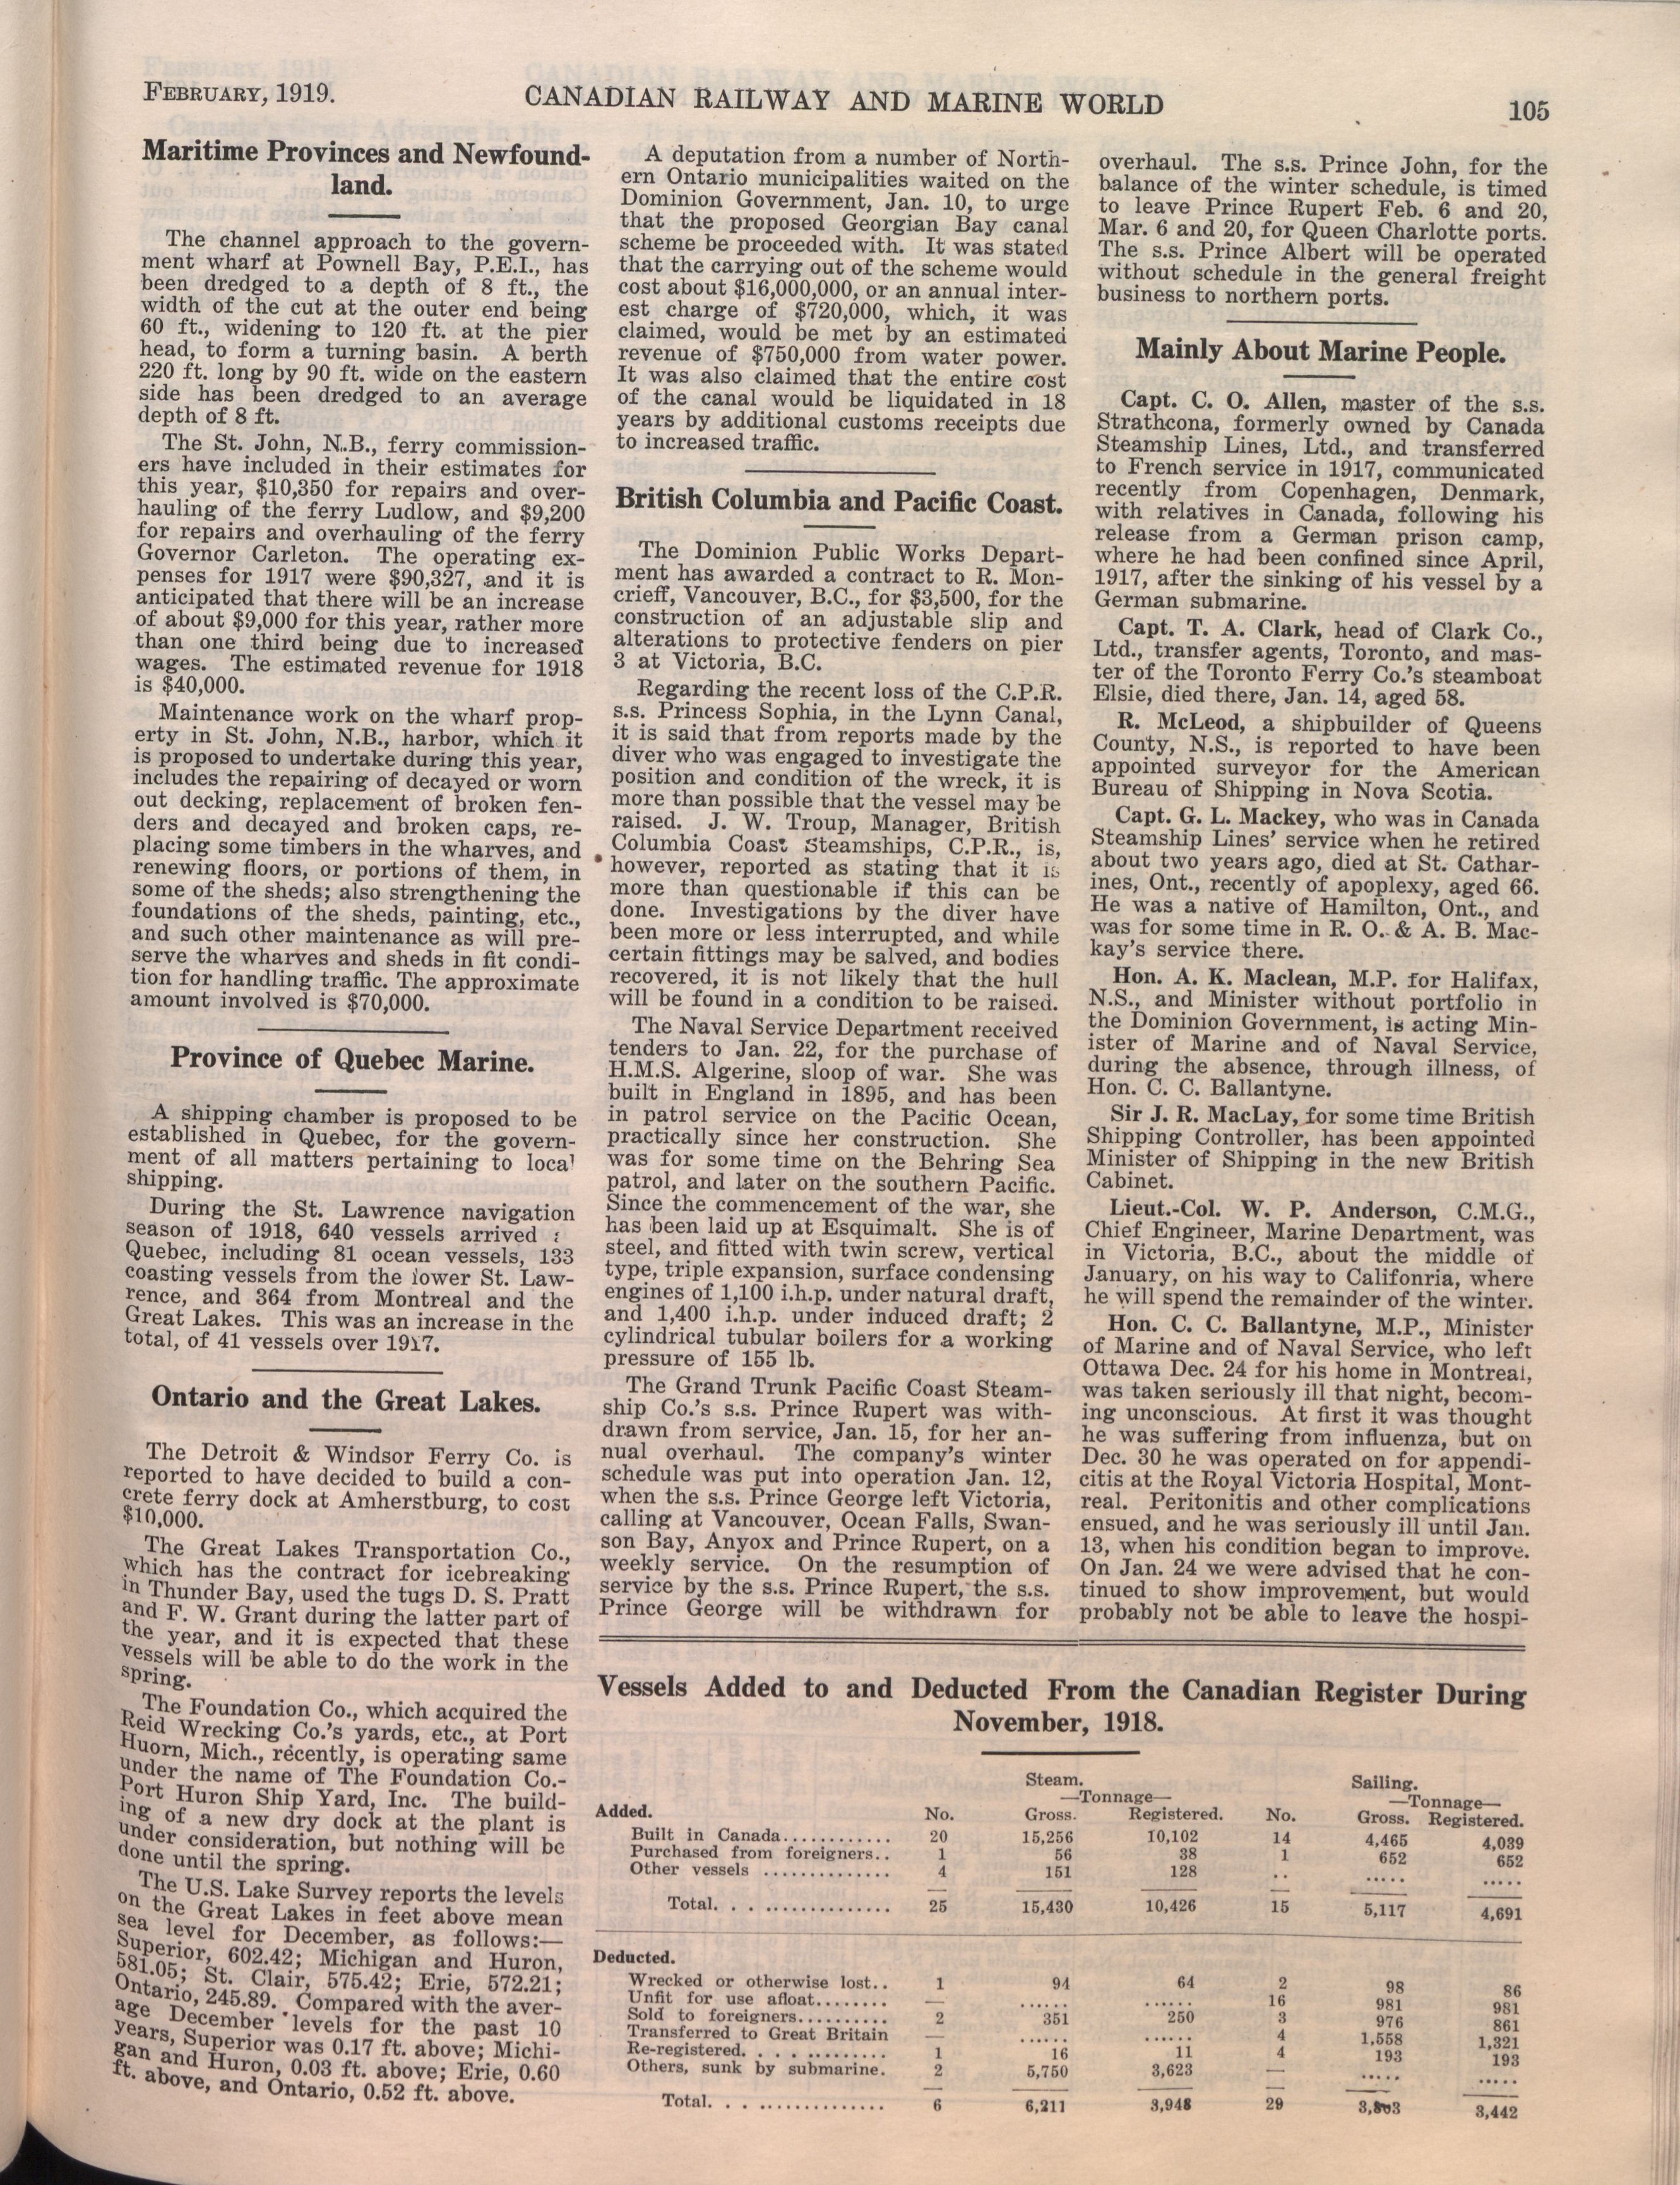 FEBRUARY, 1919.
CANADIAN RAILWAY AND MARINE WORLD
105
Maritime Provinces and Newfound-
land.
The channel approach to the govern-
ment wharf at Pownell Bay, P.E.I., has
been dredged to a depth of 8 ft., the
width of the cut at the outer end being
60 ft., widening to 120 ft. at the pier
head, to form a turning basin. A berth
220 ft. long by 90 ft. wide on the eastern
side has been dredged to an average
depth of 8 ft.
The St. John, N.B., ferry commission-
ers have included in their estimates for
this year, $10,350 for repairs and over-
hauling of the ferry Ludlow, and $9,200
for repairs and overhauling of the ferry
Governor Carleton. The operating ex-
penses for 1917 were $90,327, and it is
anticipated that there will be an increase
of about $9,000 for this year, rather more
than one third being due to increased
wages. The estimated revenue for 1918
is $40,000.
Maintenance work on the wharf prop-
erty in St. John, N.B., harbor, which it
is proposed to undertake during this year,
includes the repairing of decayed or worn
out decking, replacement of broken fen-
ders and decayed and broken caps, re-
placing some timbers in the wharves, and
renewing floors, or portions of them, in
some of the sheds; also strengthening the
foundations of the sheds, painting, etc.,
and such other maintenance as will pre-
serve the wharves and sheds in fit condi-
tion for handling traffic. The approximate
amount involved is $70,000.
Province of Quebec Marine.
A shipping chamber is proposed to be
established in Quebec, for the govern-
ment of all matters pertaining to local
shipping.
During the St. Lawrence navigation
season of 1918, 640 vessels arrived
Quebec, including 81 ocean vessels, 133
coasting vessels from the lower St. Law-
rence, and 364 from Montreal and the
Great Lakes. This was an increase in the
total, of 41 vessels over 1917.
Ontario and the Great Lakes.
The Detroit & Windsor Ferry Co. is
reported to have decided to build a con-
crete ferry dock at Amherstburg, to cost
$10,000.
The Great Lakes Transportation Co.,
which has the contract for icebreaking
in Thunder Bay, used the tugs D. S. Pratt
and F. W. Grant during the latter part of
the year, and it is expected that these
vessels will be able to do the work in the
spring.
The Foundation Co., which acquired the
Reid Wrecking Co.'s yards, etc., at Port
Huorn, Mich., recently, is operating same
under the name of The Foundation Co.-
Port Huron Ship Yard, Inc. The build-
ing of a new dry dock at the plant is
under consideration, but nothing will be
done until the spring.
The U.S. Lake Survey reports the levels
on the Great Lakes in feet above mean
sea level for December, as follows:—
Superior, 602.42; Michigan and Huron,
581.05; St. Clair, 575.42; Erie, 572.21;
Ontario, 245.89. Compared with the aver-
age December levels for the past 10
years, Superior was 0.17 ft. above; Michi-
gan and Huron, 0.03 ft. above; Erie, 0.60
ft. above, and Ontario, 0.52 ft. above.
A deputation from a number of North-
ern Ontario municipalities waited on the
Dominion Government, Jan. 10, to urge
that the proposed Georgian Bay canal
scheme be proceeded with. It was stated
that the carrying out of the scheme would
cost about $16,000,000, or an annual inter-
est charge of $720,000, which, it was
claimed, would be met by an estimated
revenue of $750,000 from water power.
It was also claimed that the entire cost
of the canal would be liquidated in 18
years by additional customs receipts due
to increased traffic.
British Columbia and Pacific Coast.
The Dominion Public Works Depart-
ment has awarded a contract to R. Mon-
crieff, Vancouver, B.C., for $3,500, for the
construction of an adjustable slip and
alterations to protective fenders on pier
3 at Victoria, B.C.
Regarding the recent loss of the C.P.R.
s.s. Princess Sophia, in the Lynn Canal,
it is said that from reports made by the
diver who was engaged to investigate the
position and condition of the wreck, it is
more than possible that the vessel may be
raised. J. W. Troup, Manager, British
Columbia Coast Steamships, C.P.R., is,
however, reported as stating that it is
more than questionable if this can be
done. Investigations by the diver have
been more or less interrupted, and while
certain fittings may be salved, and bodies
recovered, it is not likely that the hull
will be found in a condition to be raised.
The Naval Service Department received
tenders to Jan. 22, for the purchase of
H.M.S. Algerine, sloop of war. She was
built in England in 1895, and has been
in patrol service on the Pacific Ocean,
practically since her construction. She
was for some time on the Behring Sea
patrol, and later on the southern Pacific.
Since the commencement of the war, she
has been laid up at Esquimalt. She is of
steel, and fitted with twin screw, vertical
type, triple expansion, surface condensing
engines of 1,100 i.h.p. under natural draft,
and 1,400 i.h.p. under induced draft; 2
cylindrical tubular boilers for a working
pressure of 155 lb.
The Grand Trunk Pacific Coast Steam-
ship Co.'s s.s. Prince Rupert was with-
drawn from service, Jan. 15, for her an-
nual overhaul. The company's winter
schedule was put into operation Jan. 12,
when the s.s. Prince George left Victoria,
calling at Vancouver, Ocean Falls, Swan-
son Bay, Anyox and Prince Rupert, on a
weekly service. On the resumption of
service by the s.s. Prince Rupert, the s.s.
Prince George will be withdrawn for
overhaul. The s.s. Prince John, for the
balance of the winter schedule, is timed
to leave Prince Rupert Feb. 6 and 20,
Mar. 6 and 20, for Queen Charlotte ports.
The s.s. Prince Albert will be operated
without schedule in the general freight
business to northern ports.
Mainly About Marine People.
Capt. C. O. Allen, master of the s.s.
Strathcona, formerly owned by Canada
Steamship Lines, Ltd., and transferred
to French service in 1917, communicated
recently from Copenhagen, Denmark,
with relatives in Canada, following his
release from a German prison camp,
where he had been confined since April,
1917, after the sinking of his vessel by a
German submarine.
Capt. T. A. Clark, head of Clark Co.,
Ltd., transfer agents, Toronto, and mas-
ter of the Toronto Ferry Co.'s steamboat
Elsie, died there, Jan. 14, aged 58.
R. McLeod, a shipbuilder of Queens
County, N.S., is reported to have been
appointed surveyor for the American
Bureau of Shipping in Nova Scotia.
Capt. G. L. Mackey, who was in Canada
Steamship Lines' service when he retired
about two years ago, died at St. Cathar-
ines, Ont., recently of apoplexy, aged 66.
He was a native of Hamilton, Ont., and
was for some time in R. O. & A. B. Mac-
kay's service there.
Hon. A. K. Maclean, M.P. for Halifax,
N.S., and Minister without portfolio in
the Dominion Government, is acting Min-
ister of Marine and of Naval Service,
during the absence, through illness, of
Hon. C. C. Ballantyne.
Sir J. R. MacLay, for some time British
Shipping Controller, has been appointed
Minister of Shipping in the new British
Cabinet.
Lieut.-Col. W. P. Anderson, C.M.G.,
Chief Engineer, Marine Department, was
in Victoria, B.C., about the middle of
January, on his way to Califonria, where
he will spend the remainder of the winter.
Hon. C. C. Ballantyne, M.P., Minister
of Marine and of Naval Service, who left
Ottawa Dec. 24 for his home in Montreal,
was taken seriously ill that night, becom-
ing unconscious. At first it was thought
he was suffering from influenza, but on
Dec. 30 he was operated on for appendi-
citis at the Royal Victoria Hospital, Mont-
real. Peritonitis and other complications
ensued, and he was seriously ill until Jan.
13, when his condition began to improve.
On Jan. 24 we were advised that he con-
tinued to show improvement, but would
probably not be able to leave the hospi-
Vessels Added to and Deducted From the Canadian Register During
November, 1918.
Steam. Sailing.
—Tonnage— —Tonnage—
Added. No. Gross. Registered. No. Gross. Registered.
Built in Canada............ 20 15,256 10,102 14 4,465 4,039
Purchased from foreigners.. 1 56 38 1 652 652
Other vessels .............. 4 151 128 .. ..... .....
Total. . . .............. 25 15,430 10,426 15 5,117 4,691
Deducted.
Wrecked or otherwise lost.. 1 94 64 2 98 86
Unfit for use afloat........ — ...... ...... 16 981 981
Sold to foreigners.......... 2 351 250 3 976 861
Transferred to Great Britain — ...... ...... 4 1,558 1,321
Re-registered. . . . .......... 1 16 11 4 193 193
Others, sunk by submarine. 2 5,750 3,623 — ..... .....
Total. . . .............. 6 6,211 3,948 29 3,442